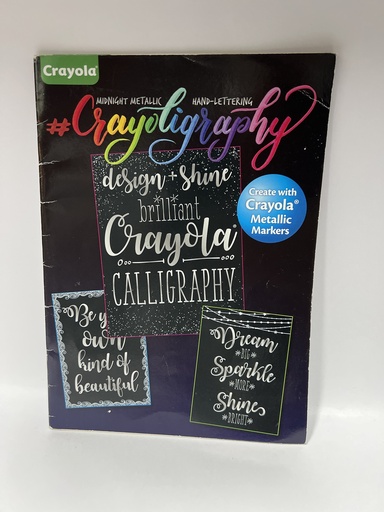 Crayola®
MIDNIGHT METALLIC HAND-LETTERING
#Crayoligraphy
design + shine
brilliant
Crayola®
CALLIGRAPHY
Create with
Crayola®
Metallic
Markers
Be y
own
kind of
beautiful
Dream
BIG
Sparkle
MORE
Shine
BRIGHT